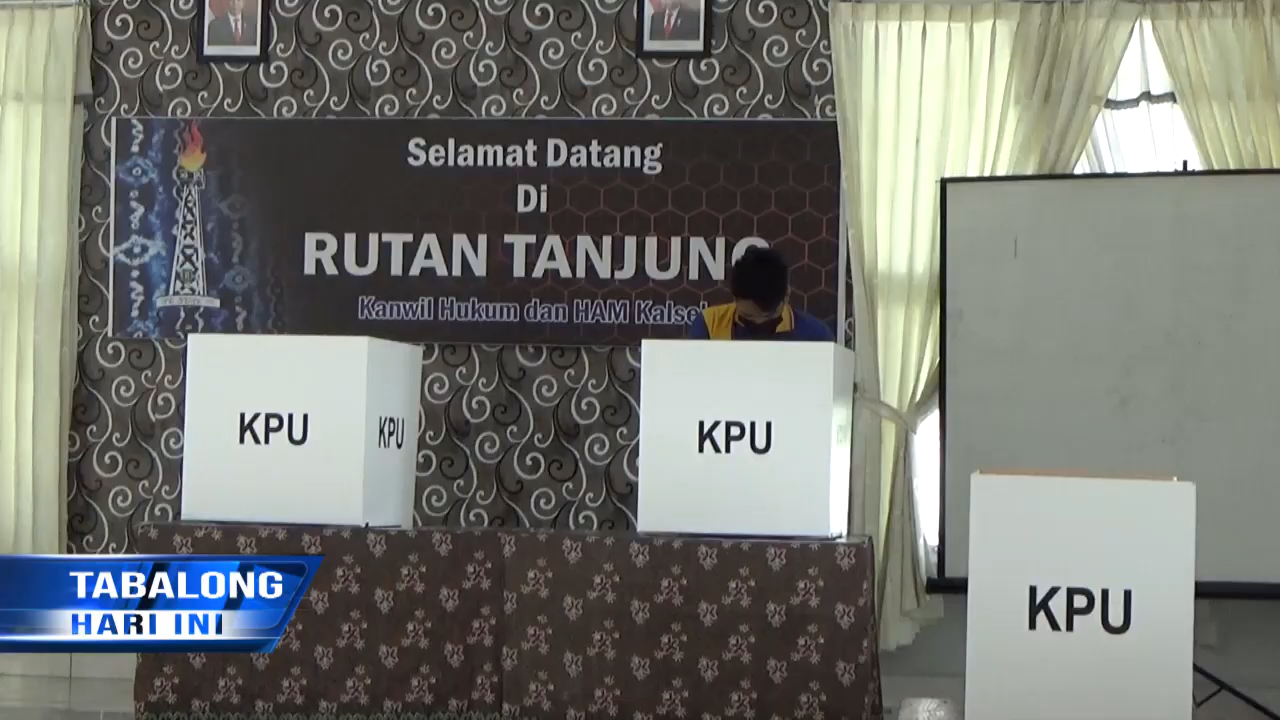 Selamat Datang
Di
RUTAN TANJUNG
Kanwil Hukum dan HAM Kalsel
KPU
KPU
KPU
KPU
TABALONG
HARI INI